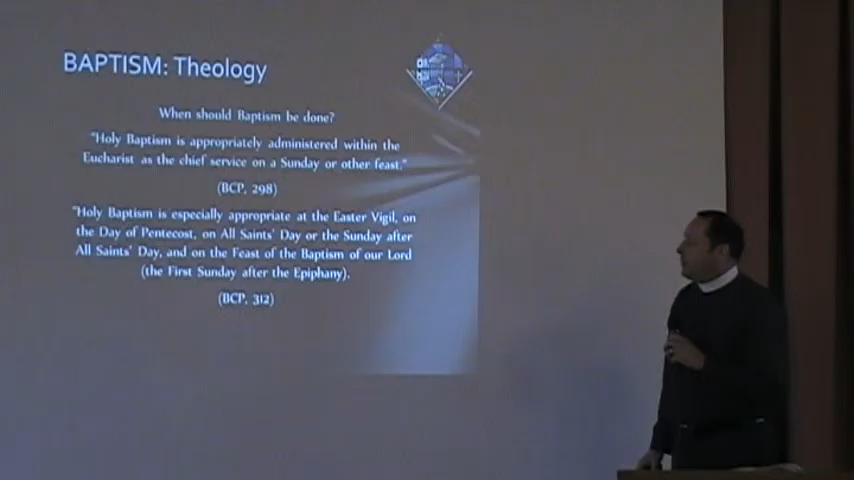 BAPTISM: Theology
When should Baptism be done?
"Holy Baptism is appropriately administered within the
Eucharist as the chief service on a Sunday or other feast."
(BCP, 298)
"Holy Baptism is especially appropriate at the Easter Vigil, on
the Day of Pentecost, on All Saints' Day or the Sunday after
All Saints' Day, and on the Feast of the Baptism of our Lord
(the First Sunday after the Epiphany).
(BCP, 312)